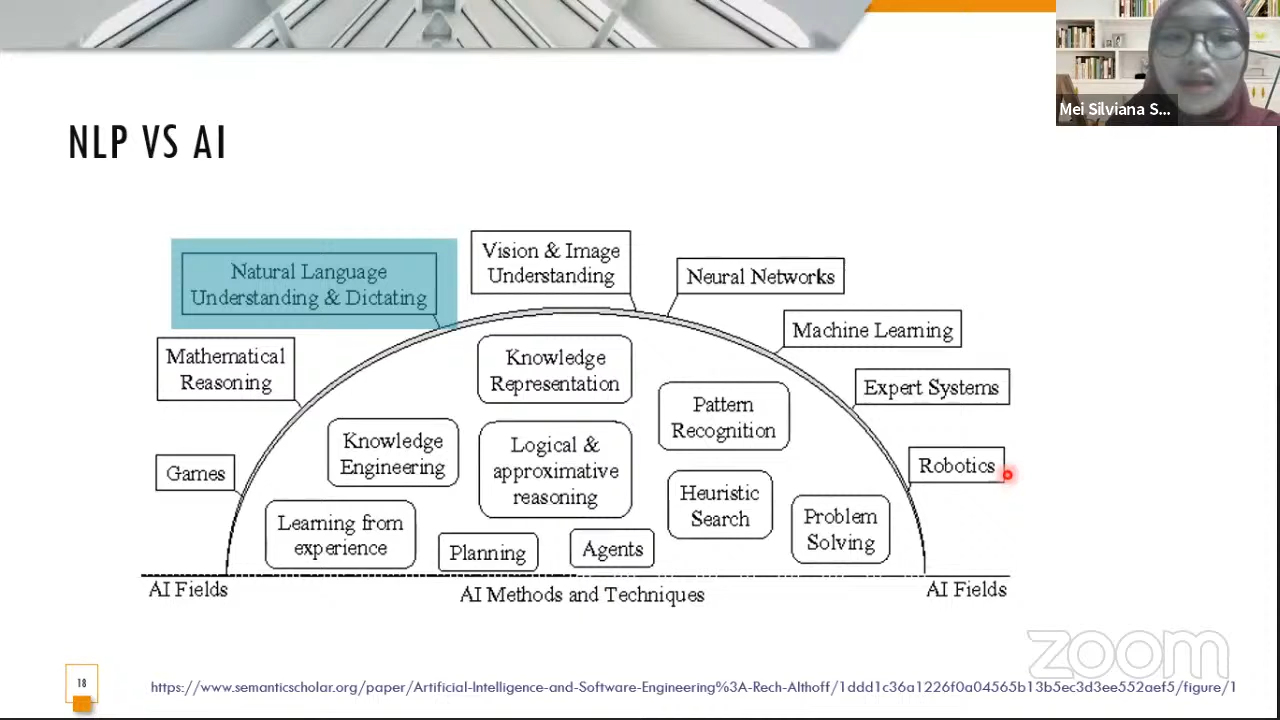 Mei Silviana S...
NLP VS AI
Natural Language
Understanding & Dictating
Vision & Image
Understanding
Neural Networks
Machine Learning
Mathematical
Reasoning
Knowledge
Representation
Expert Systems
Pattern
Recognition
Knowledge
Engineering
Logical &
approximative
reasoning
Games
Robotics
Heuristic
Search
Learning from
experience
Problem
Solving
Planning
Agents
AI Fields
AI Methods and Techniques
AI Fields
zoom
18
https://www.semanticscholar.org/paper/Artificial-Intelligence-and-Software-Engineering%3A-Rech-Althoff/1ddd1c36a1226f0a04565b13b5ec3d3ee552aef5/figure/1